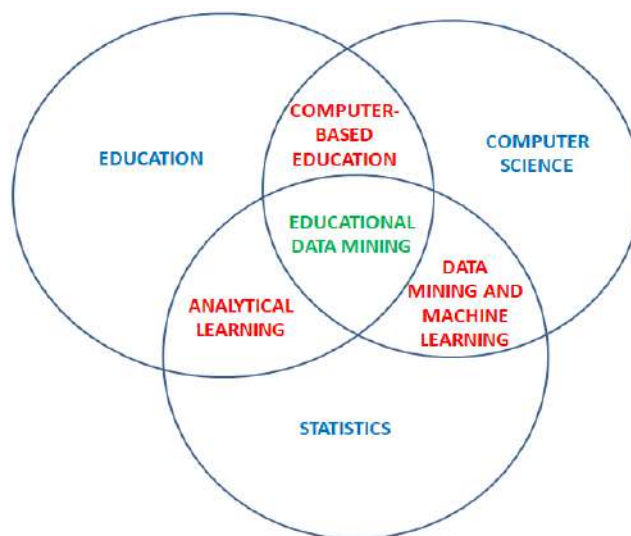 COMPUTER-
BASED
EDUCATION
EDUCATION
COMPUTER
SCIENCE
EDUCATIONAL
DATA MINING
DATA
MINING AND
MACHINE
LEARNING
ANALYTICAL
LEARNING
STATISTICS